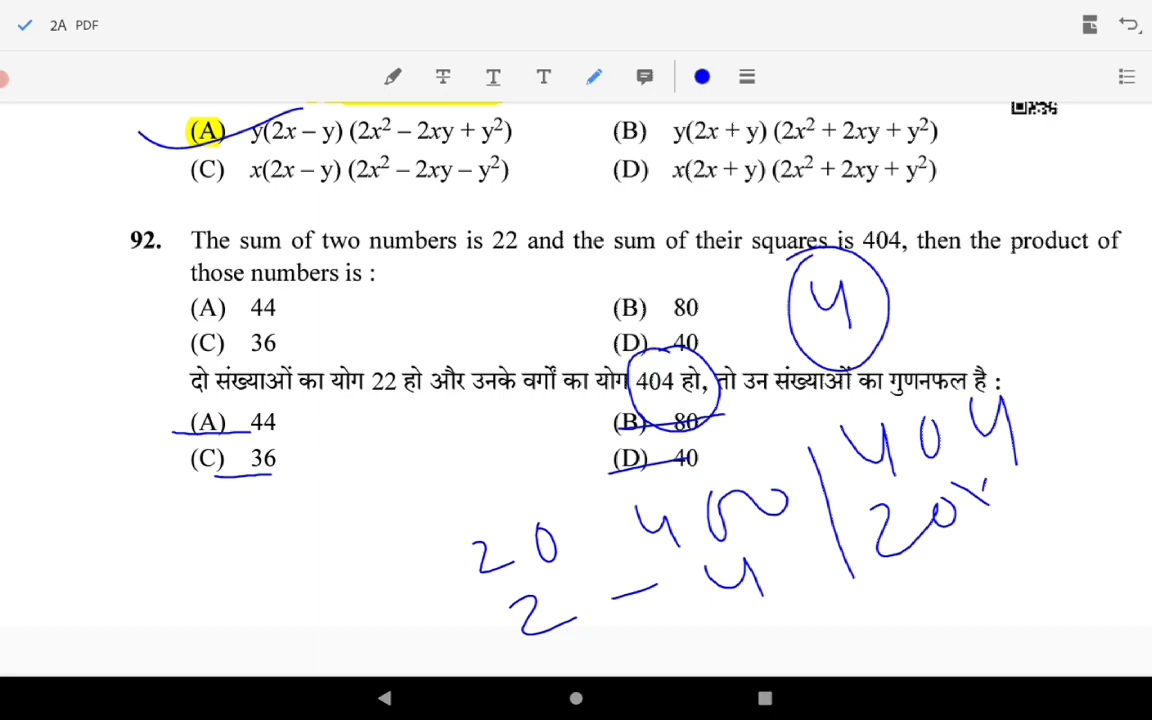 2A PDF
(A) y(2x – y) (2x² – 2xy + y²) (B) y(2x + y) (2x² + 2xy + y²)
(C) x(2x – y) (2x² – 2xy – y²) (D) x(2x + y) (2x² + 2xy + y²)
92. The sum of two numbers is 22 and the sum of their squares is 404, then the product of
those numbers is :
(A) 44 (B) 80
(C) 36 (D) 40
4
दो संख्याओं का योग 22 हो और उनके वर्गों का योग 404 हो, तो उन संख्याओं का गुणनफल है :
(A) 44 (B) 80
(C) 36 (D) 40
404
20 400
2 – 4